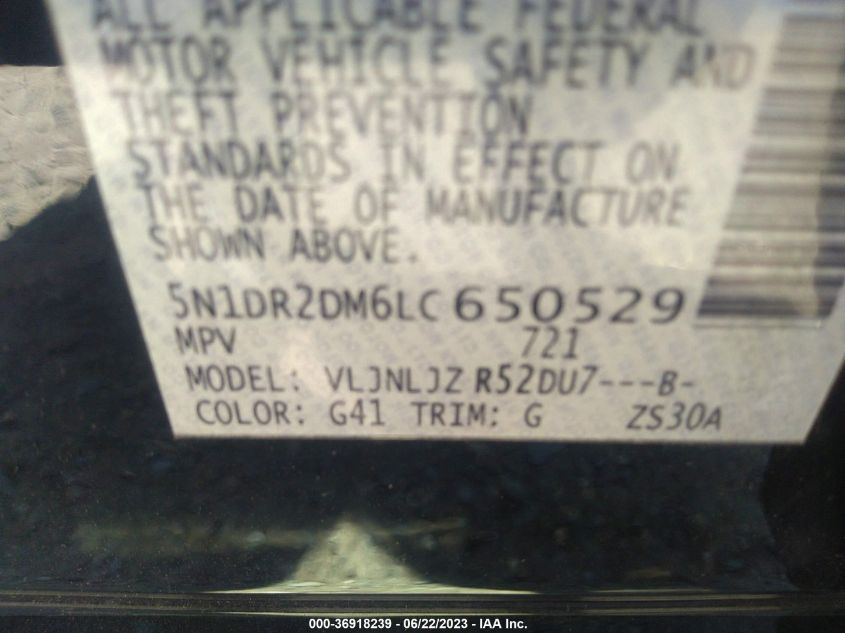 ALL APPLICABLE FEDERAL
MOTOR VEHICLE SAFETY AND
THEFT PREVENTION
STANDARDS IN EFFECT ON
THE DATE OF MANUFACTURE
SHOWN ABOVE.
5N1DR2DM6LC650529
MPV 721
MODEL: VLJNLJZ R52DU7---B-
COLOR: G41 TRIM: G ZS30A
000-36918239 - 06/22/2023 - IAA Inc.